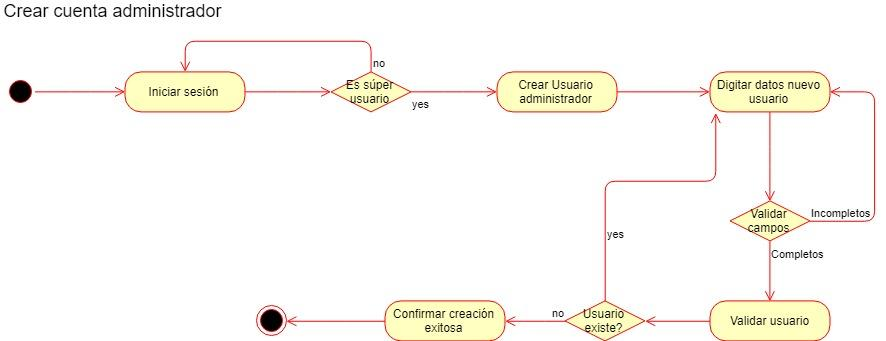 Crear cuenta administrador
no
Iniciar sesión
Es súper
usuario
yes
Crear Usuario
administrador
Digitar datos nuevo
usuario
Validar
campos
Incompletos
Completos
yes
Confirmar creación
exitosa
no
Usuario
existe?
Validar usuario